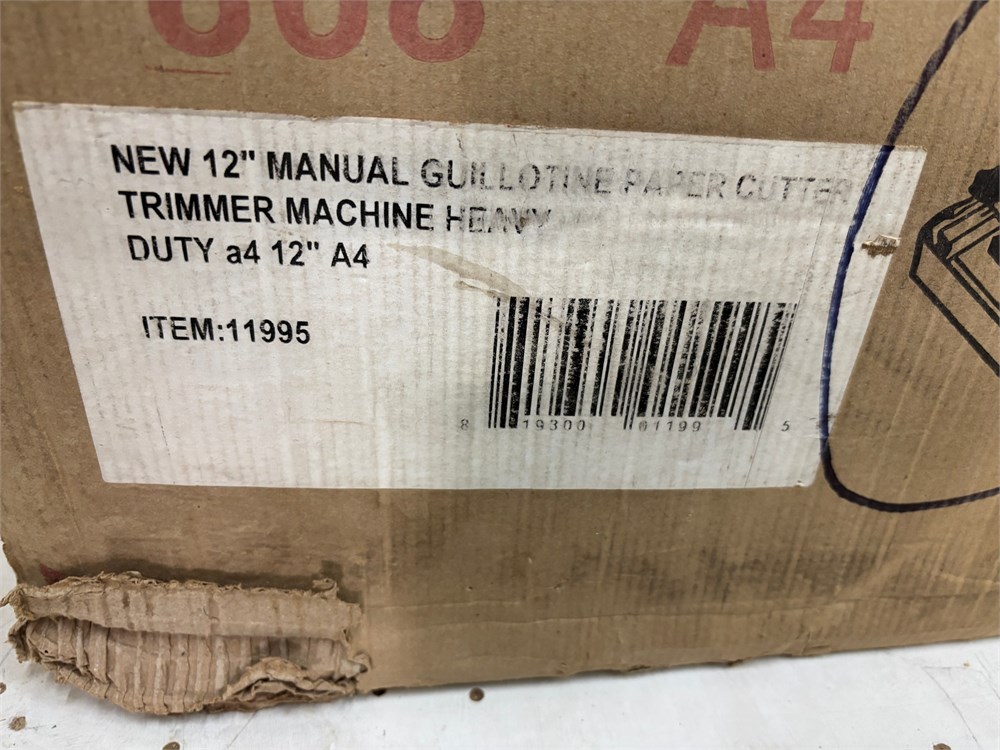 A4
NEW 12" MANUAL GUILLOTINE PAPER CUTTER
TRIMMER MACHINE HEAVY
DUTY a4 12" A4
ITEM:11995
8 19300 01199 5